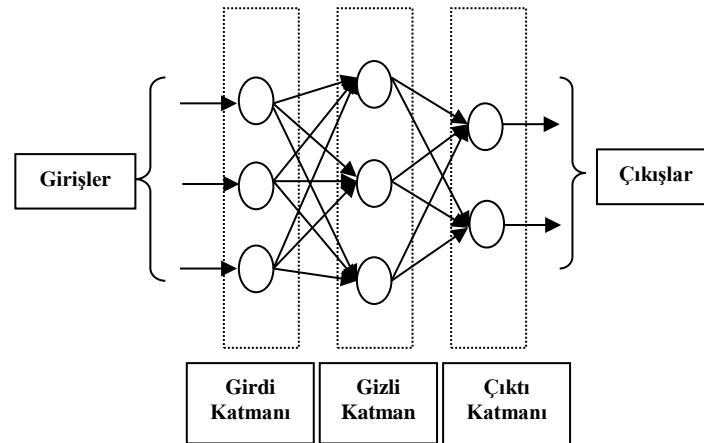 Girişler
Çıkışlar
Girdi
Katmanı
Gizli
Katman
Çıktı
Katmanı